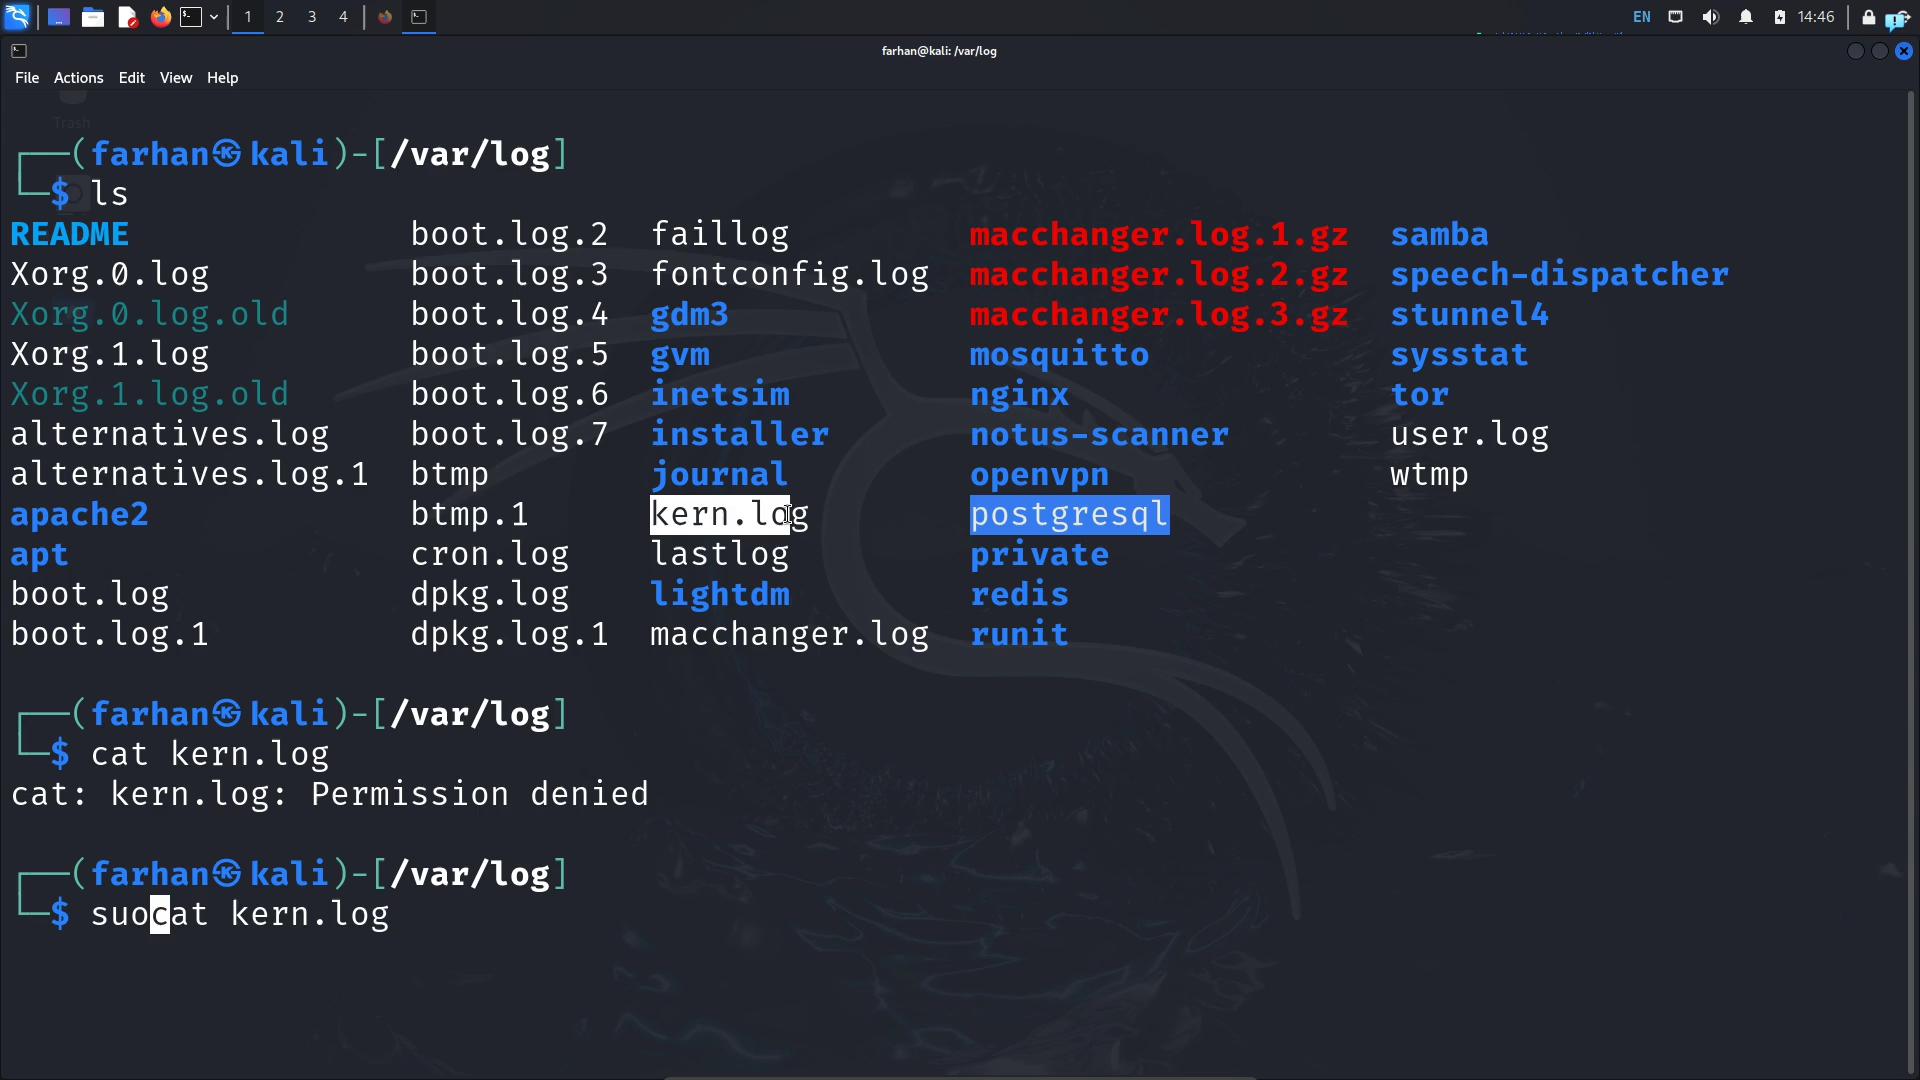 1 2 3 4 EN 14:46
farhan@kali: /var/log
File Actions Edit View Help
Trash
(farhan㉿kali)-[/var/log]
$ ls
README boot.log.2 faillog macchanger.log.1.gz samba
Xorg.0.log boot.log.3 fontconfig.log macchanger.log.2.gz speech-dispatcher
Xorg.0.log.old boot.log.4 gdm3 macchanger.log.3.gz stunnel4
Xorg.1.log boot.log.5 gvm mosquitto sysstat
Xorg.1.log.old boot.log.6 inetsim nginx tor
alternatives.log boot.log.7 installer notus-scanner user.log
alternatives.log.1 btmp journal openvpn wtmp
apache2 btmp.1 kern.log postgresql
apt cron.log lastlog private
boot.log dpkg.log lightdm redis
boot.log.1 dpkg.log.1 macchanger.log runit
(farhan㉿kali)-[/var/log]
$ cat kern.log
cat: kern.log: Permission denied
(farhan㉿kali)-[/var/log]
$ suocat kern.log